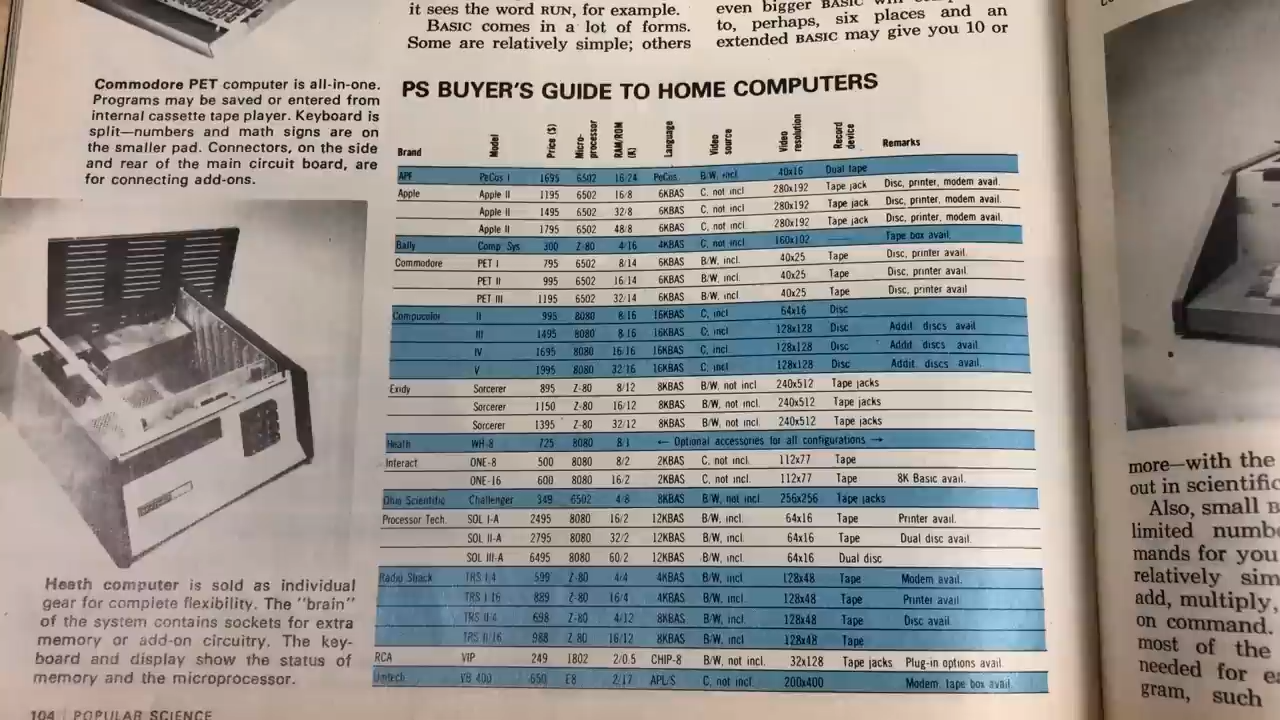 it sees the word RUN, for example.
BASIC comes in a lot of forms.
Some are relatively simple; others
even bigger BASIC
to, perhaps, six places and an
extended BASIC may give you 10 or
Commodore PET computer is all-in-one.
Programs may be saved or entered from
internal cassette tape player. Keyboard is
split—numbers and math signs are on
the smaller pad. Connectors, on the side
and rear of the main circuit board, are
for connecting add-ons.
PS BUYER'S GUIDE TO HOME COMPUTERS
Brand Model Price ($) Micro-processor RAM/ROM (K) Language Video source Video resolution Record device Remarks
APF PeCos I 1695 6502 16/24 PeCos B/W, incl. 40x16 Dual tape
Apple Apple II 1195 6502 16/8 6KBAS C, not incl 280x192 Tape jack Disc, printer, modem avail.
Apple II 1495 6502 32/8 6KBAS C, not incl 280x192 Tape jack Disc, printer, modem avail.
Apple II 1795 6502 48/8 6KBAS C, not incl 280x192 Tape jack Disc, printer, modem avail.
Bally Comp Sys 300 Z-80 4/16 4KBAS C, not incl 160x102 —— Tape box avail.
Commodore PET I 795 6502 8/14 6KBAS B/W, incl. 40x25 Tape Disc, printer avail.
PET II 995 6502 16/14 6KBAS B/W, incl. 40x25 Tape Disc, printer avail
PET III 1195 6502 32/14 6KBAS B/W, incl 40x25 Tape Disc, printer avail
Compucolor II 995 8080 8/16 16KBAS C, incl 64x16 Disc
III 1495 8080 8/16 16KBAS C, incl. 128x128 Disc Addit. discs avail
IV 1695 8080 16/16 16KBAS C, incl. 128x128 Disc Addit. discs avail
V 1995 8080 32/16 16KBAS C, incl. 128x128 Disc Addit. discs avail.
Exidy Sorcerer 895 Z-80 8/12 8KBAS B/W, not incl 240x512 Tape jacks
Sorcerer 1150 Z-80 16/12 8KBAS B/W, not incl. 240x512 Tape jacks
Sorcerer 1395 Z-80 32/12 8KBAS B/W, not incl. 240x512 Tape jacks
Heath WH-8 725 8080 8/1 ← Optional accessories for all configurations →
Interact ONE-8 500 8080 8/2 2KBAS C, not incl. 112x77 Tape
ONE-16 600 8080 16/2 2KBAS C, not incl. 112x77 Tape 8K Basic avail.
Ohio Scientific Challenger 349 6502 4/8 8KBAS B/W, not incl 256x256 Tape jacks
Processor Tech. SOL I-A 2495 8080 16/2 12KBAS B/W, incl. 64x16 Tape Printer avail.
SOL II-A 2795 8080 32/2 12KBAS B/W, incl. 64x16 Tape Dual disc avail.
SOL III-A 6495 8080 60/2 12KBAS B/W, incl. 64x16 Dual disc
Radio Shack TRS I/4 599 Z-80 4/4 4KBAS B/W, incl 128x48 Tape Modem avail.
TRS I/16 889 Z-80 16/4 4KBAS B/W, incl. 128x48 Tape Printer avail
TRS II/4 698 Z-80 4/12 8KBAS B/W, incl. 128x48 Tape Disc avail
TRS II/16 988 Z-80 16/12 8KBAS B/W, incl 128x48 Tape
RCA VIP 249 1802 2/0.5 CHIP-8 B/W, not incl. 32x128 Tape jacks Plug-in options avail.
Umtech VB 400 650 F8 2/17 APL/S C, not incl. 200x400 Modem, tape box avail.
Heath computer is sold as individual
gear for complete flexibility. The "brain"
of the system contains sockets for extra
memory or add-on circuitry. The key-
board and display show the status of
memory and the microprocessor.
104 | POPULAR SCIENCE
more—with the
out in scientific
Also, small
limited
mands for you
relatively
add, multiply,
on command.
most of the
needed for
gram, such